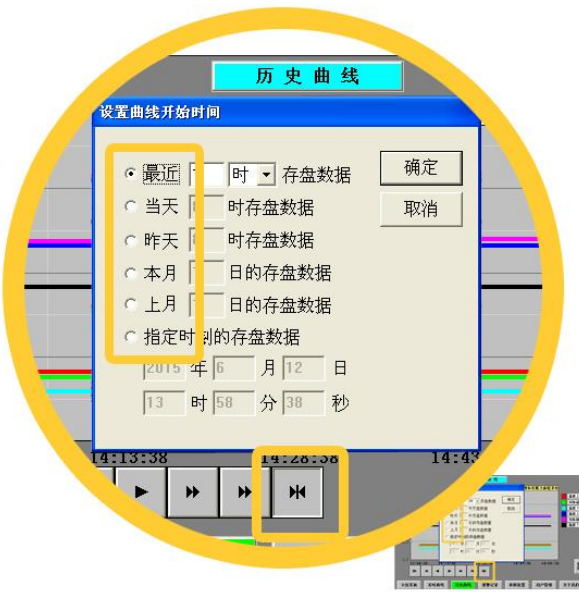 历史曲线
设置曲线开始时间
最近 时 存盘数据
确定
当天 时存盘数据
取消
昨天 时存盘数据
本月 日的存盘数据
上月 日的存盘数据
指定时刻的存盘数据
2015 年 6 月 12 日
13 时 58 分 38 秒
14:13:38 14:28:38 14:43